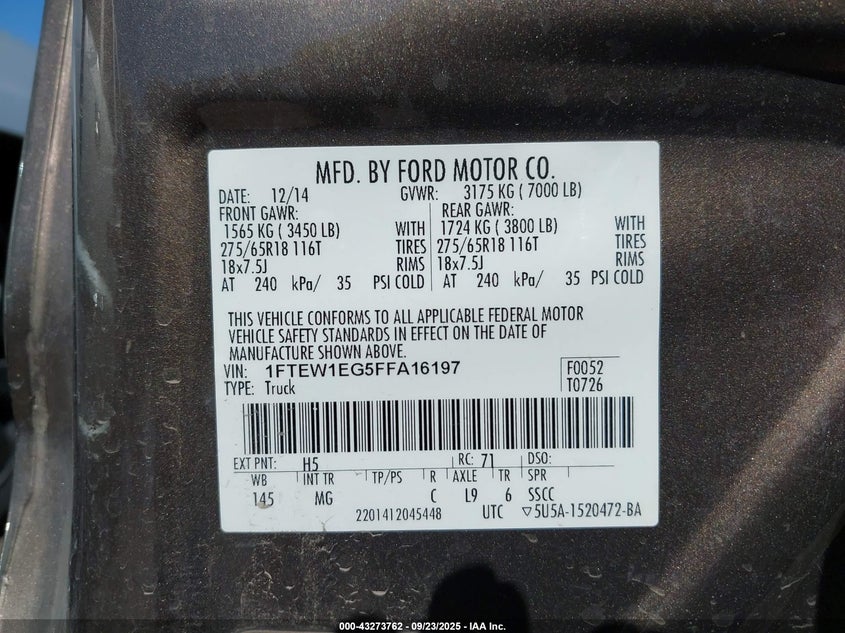 MFD. BY FORD MOTOR CO.
DATE: 12/14 GVWR: 3175 KG ( 7000 LB)
FRONT GAWR: REAR GAWR:
1565 KG ( 3450 LB) WITH 1724 KG ( 3800 LB) WITH
275/65R18 116T TIRES 275/65R18 116T TIRES
18x7.5J RIMS 18x7.5J RIMS
AT 240 kPa/ 35 PSI COLD AT 240 kPa/ 35 PSI COLD
THIS VEHICLE CONFORMS TO ALL APPLICABLE FEDERAL MOTOR
VEHICLE SAFETY STANDARDS IN EFFECT ON THE DATE OF
MANUFACTURE SHOWN ABOVE.
VIN: 1FTEW1EG5FFA16197 F0052
TYPE: Truck T0726
EXT PNT: H5 RC: 71 DSO:
WB INT TR TP/PS R AXLE TR SPR
145 MG C L9 6 SSCC
2201412045448 UTC ▽5U5A-1520472-BA
000-43273762 - 09/23/2025 - IAA Inc.